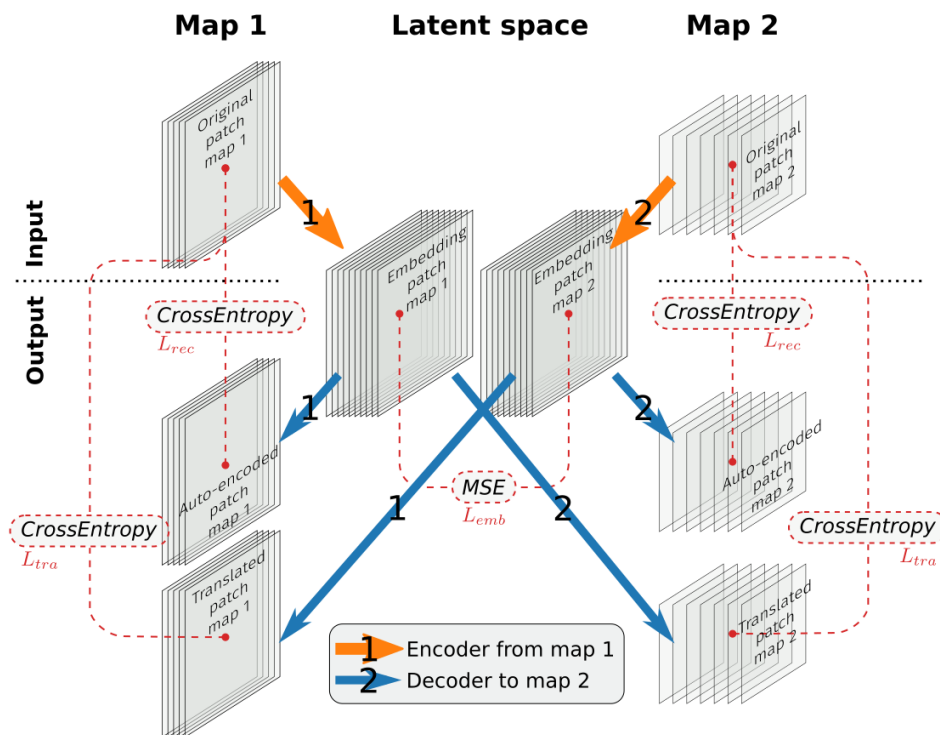 Map 1
Latent space
Map 2
Original
patch
map 1
Original
patch
map 2
1
2
Input
Embedding
patch
map 1
Embedding
patch
map 2
Output
CrossEntropy
L_rec
CrossEntropy
L_rec
1
2
Auto-encoded
patch
map 1
MSE
L_emb
Auto-encoded
patch
map 2
1
2
CrossEntropy
L_tra
CrossEntropy
L_tra
Translated
patch
map 1
Translated
patch
map 2
1 Encoder from map 1
2 Decoder to map 2